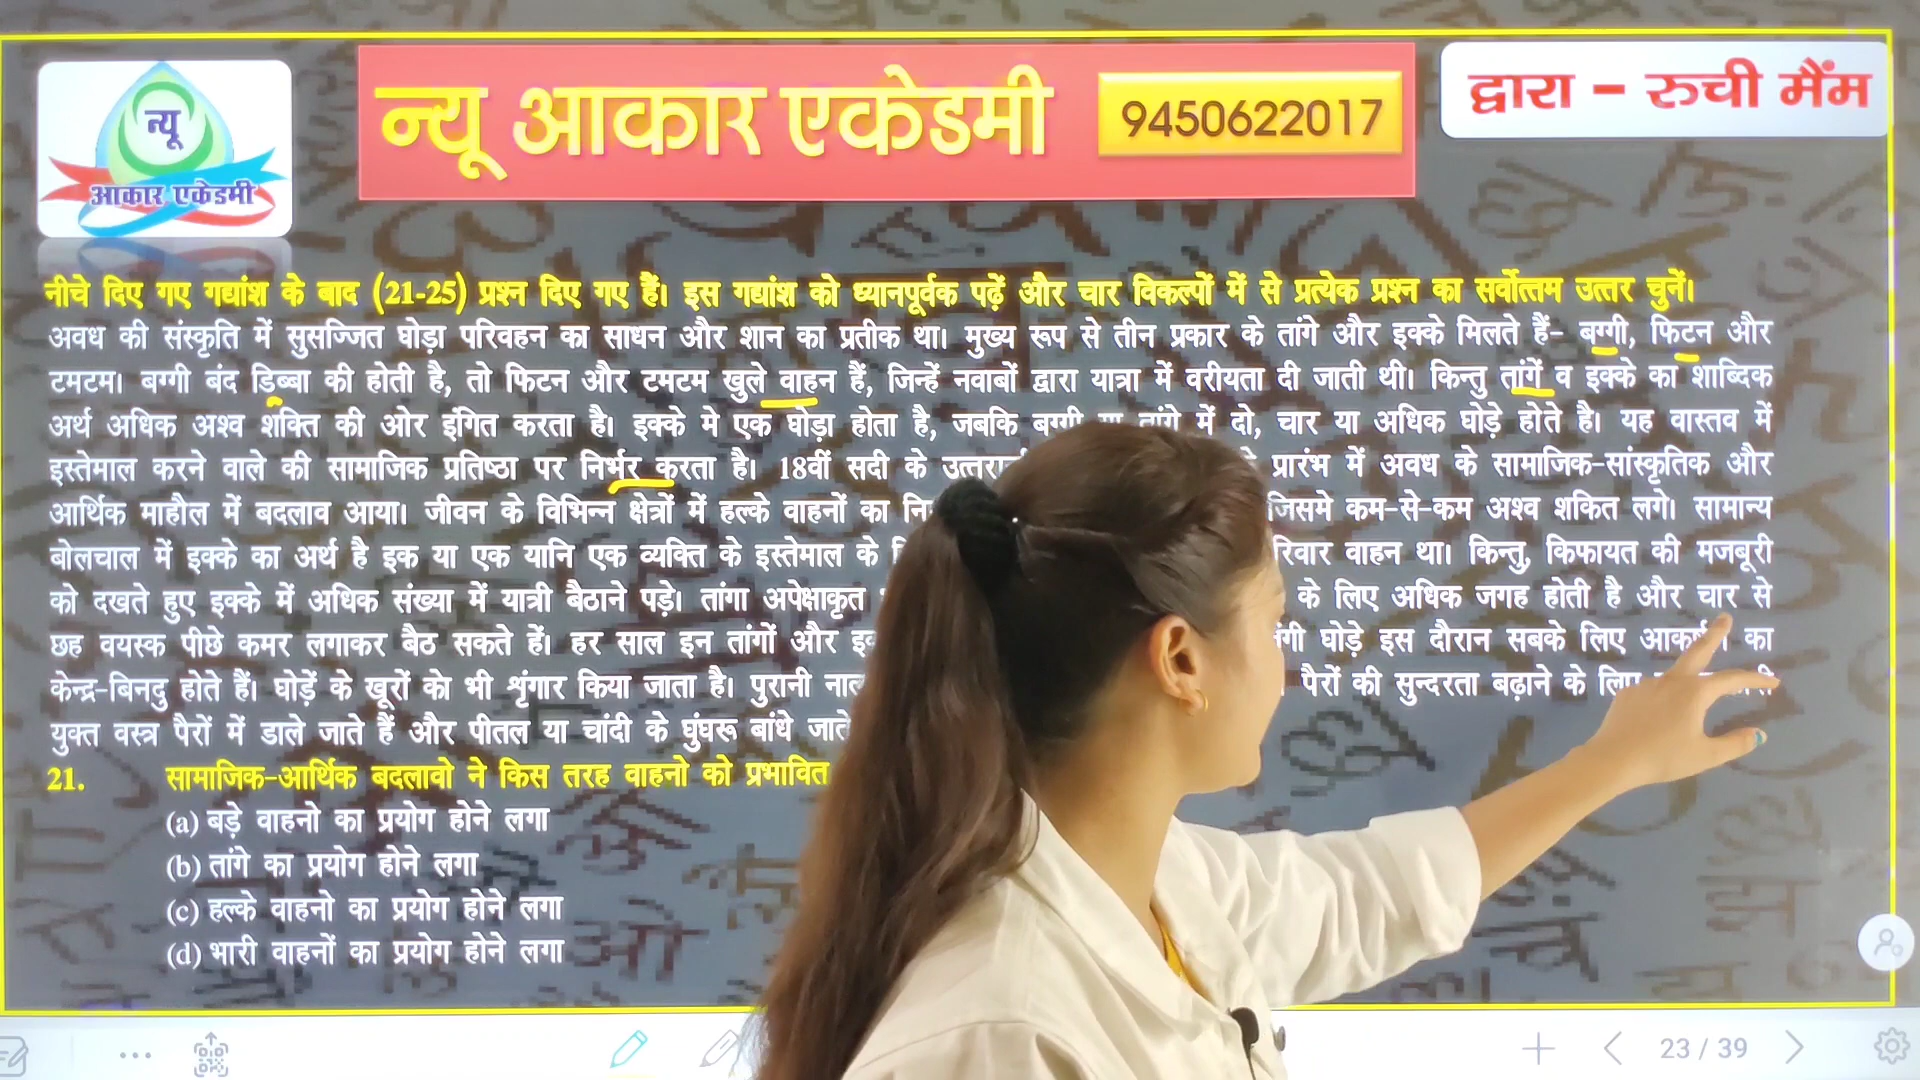 न्यू
आकार एकेडमी
न्यू आकार एकेडमी
9450622017
द्वारा – रुची मैंम
नीचे दिए गए गद्यांश के बाद (21-25) प्रश्न दिए गए हैं। इस गद्यांश को ध्यानपूर्वक पढ़ें और चार विकल्पों में से प्रत्येक प्रश्न का सर्वोत्तम उत्तर चुनें।
अवध की संस्कृति में सुसज्जित घोड़ा परिवहन का साधन और शान का प्रतीक था। मुख्य रूप से तीन प्रकार के तांगे और इक्के मिलते हैं- बग्गी, फिटन और
टमटम। बग्गी बंद डिब्बा की होती है, तो फिटन और टमटम खुले वाहन हैं, जिन्हें नवाबों द्वारा यात्रा में वरीयता दी जाती थी। किन्तु तांगें व इक्के का शाब्दिक
अर्थ अधिक अश्व शक्ति की ओर इंगित करता है। इक्के मे एक घोड़ा होता है, जबकि बग्गी या तांगे में दो, चार या अधिक घोड़े होते है। यह वास्तव में
इस्तेमाल करने वाले की सामाजिक प्रतिष्ठा पर निर्भर करता है। 18वीं सदी के प्रारंभ में अवध के सामाजिक-सांस्कृतिक और
आर्थिक माहौल में बदलाव आया। जीवन के विभिन्न क्षेत्रों में हल्के वाहनों का जिसमे कम-से-कम अश्व शकित लगे। सामान्य
बोलचाल में इक्के का अर्थ है इक या एक यानि एक व्यक्ति के इस्तेमाल के वाहन था। किन्तु, किफायत की मजबूरी
को दखते हुए इक्के में अधिक संख्या में यात्री बैठाने पड़े। तांगा अपेक्षाकृत के लिए अधिक जगह होती है और चार से
छह वयस्क पीछे कमर लगाकर बैठ सकते हें। हर साल इन तांगों और घोड़े इस दौरान सबके लिए का
केन्द्र-बिनदु होते हैं। घोड़ें के खूरों को भी शृंगार किया जाता है। पुरानी पैरों की सुन्दरता बढ़ाने के
युक्त वस्त्र पैरों में डाले जाते हैं और पीतल या चांदी के घुंघरू बांधे जाते
21. सामाजिक-आर्थिक बदलावो ने किस तरह वाहनो को प्रभावित
(a) बड़े वाहनो का प्रयोग होने लगा
(b) तांगे का प्रयोग होने लगा
(c) हल्के वाहनो का प्रयोग होने लगा
(d) भारी वाहनों का प्रयोग होने लगा
23 / 39